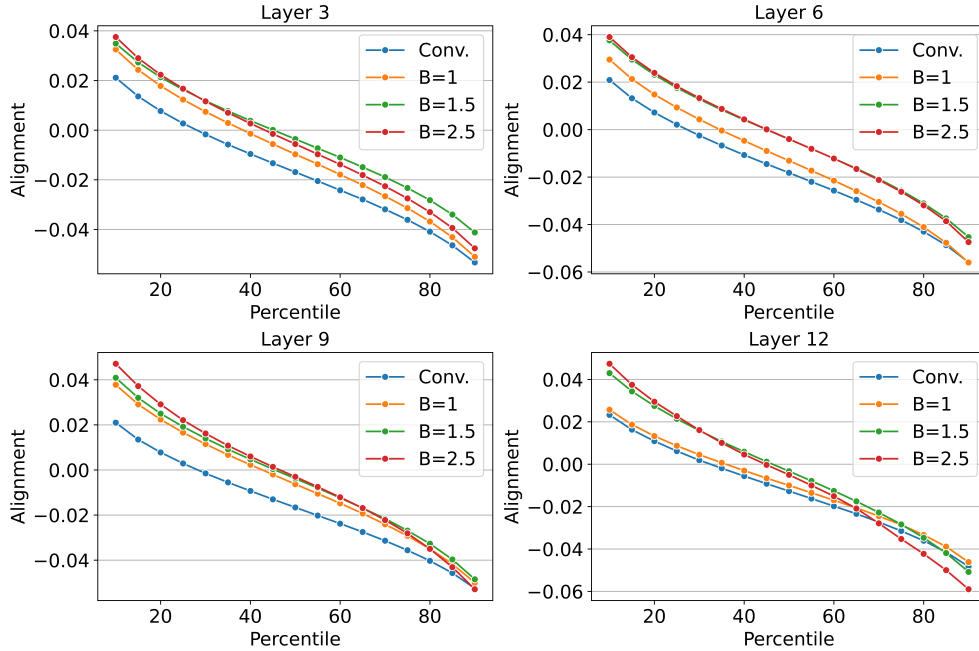 Layer 3
Alignment
0.04
0.02
0.00
−0.02
−0.04
Conv.
B=1
B=1.5
B=2.5
20 40 60 80
Percentile
Layer 6
Alignment
0.04
0.02
0.00
−0.02
−0.04
−0.06
Conv.
B=1
B=1.5
B=2.5
20 40 60 80
Percentile
Layer 9
Alignment
0.04
0.02
0.00
−0.02
−0.04
Conv.
B=1
B=1.5
B=2.5
20 40 60 80
Percentile
Layer 12
Alignment
0.04
0.02
0.00
−0.02
−0.04
−0.06
Conv.
B=1
B=1.5
B=2.5
20 40 60 80
Percentile